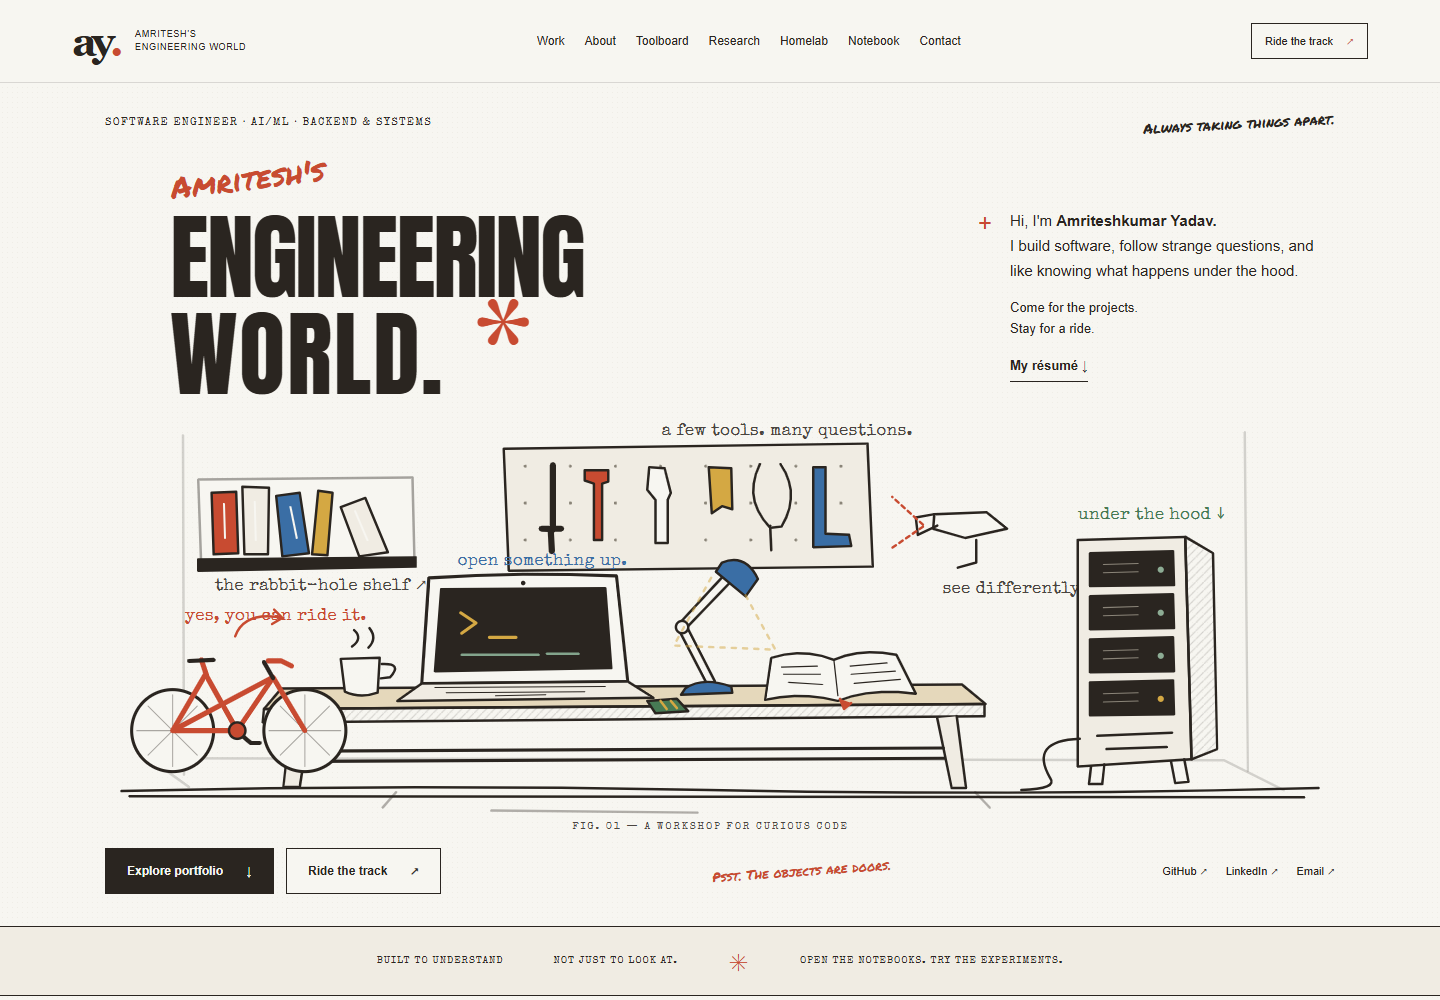 ay.
AMRITESH'S
ENGINEERING WORLD
Work About Toolboard Research Homelab Notebook Contact
Ride the track ↗
SOFTWARE ENGINEER · AI/ML · BACKEND & SYSTEMS
ALWAYS TAKING THINGS APART.
AMRITESH'S
ENGINEERING
WORLD.
+ Hi, I'm Amriteshkumar Yadav.
I build software, follow strange questions, and
like knowing what happens under the hood.
Come for the projects.
Stay for a ride.
My résumé ↓
a few tools. many questions.
under the hood ↓
open something up.
the rabbit-hole shelf ↗
see differently
yes, you can ride it.
FIG. 01 — A WORKSHOP FOR CURIOUS CODE
Explore portfolio ↓
Ride the track ↗
PSST. THE OBJECTS ARE DOORS.
GitHub ↗ LinkedIn ↗ Email ↗
BUILT TO UNDERSTAND NOT JUST TO LOOK AT. OPEN THE NOTEBOOKS. TRY THE EXPERIMENTS.